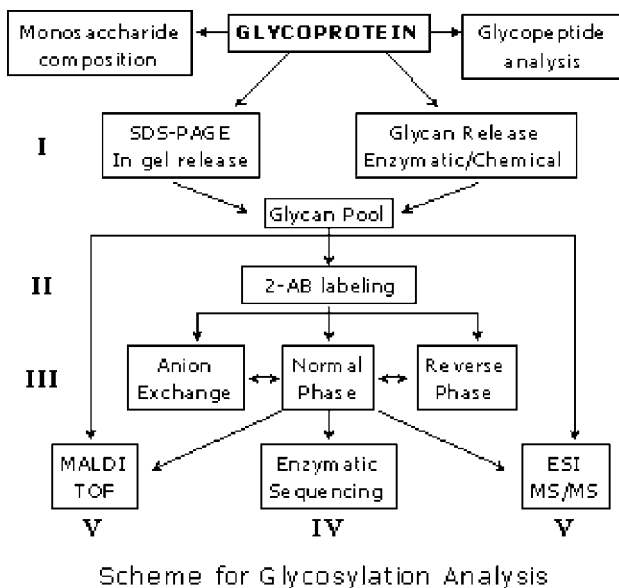 Monosaccharide
composition
GLYCOPROTEIN
Glycopeptide
analysis
I
SDS-PAGE
In gel release
Glycan Release
Enzymatic/Chemical
Glycan Pool
II
2-AB labeling
III
Anion
Exchange
Normal
Phase
Reverse
Phase
MALDI
TOF
Enzymatic
Sequencing
ESI
MS/MS
V
IV
V
Scheme for Glycosylation Analysis